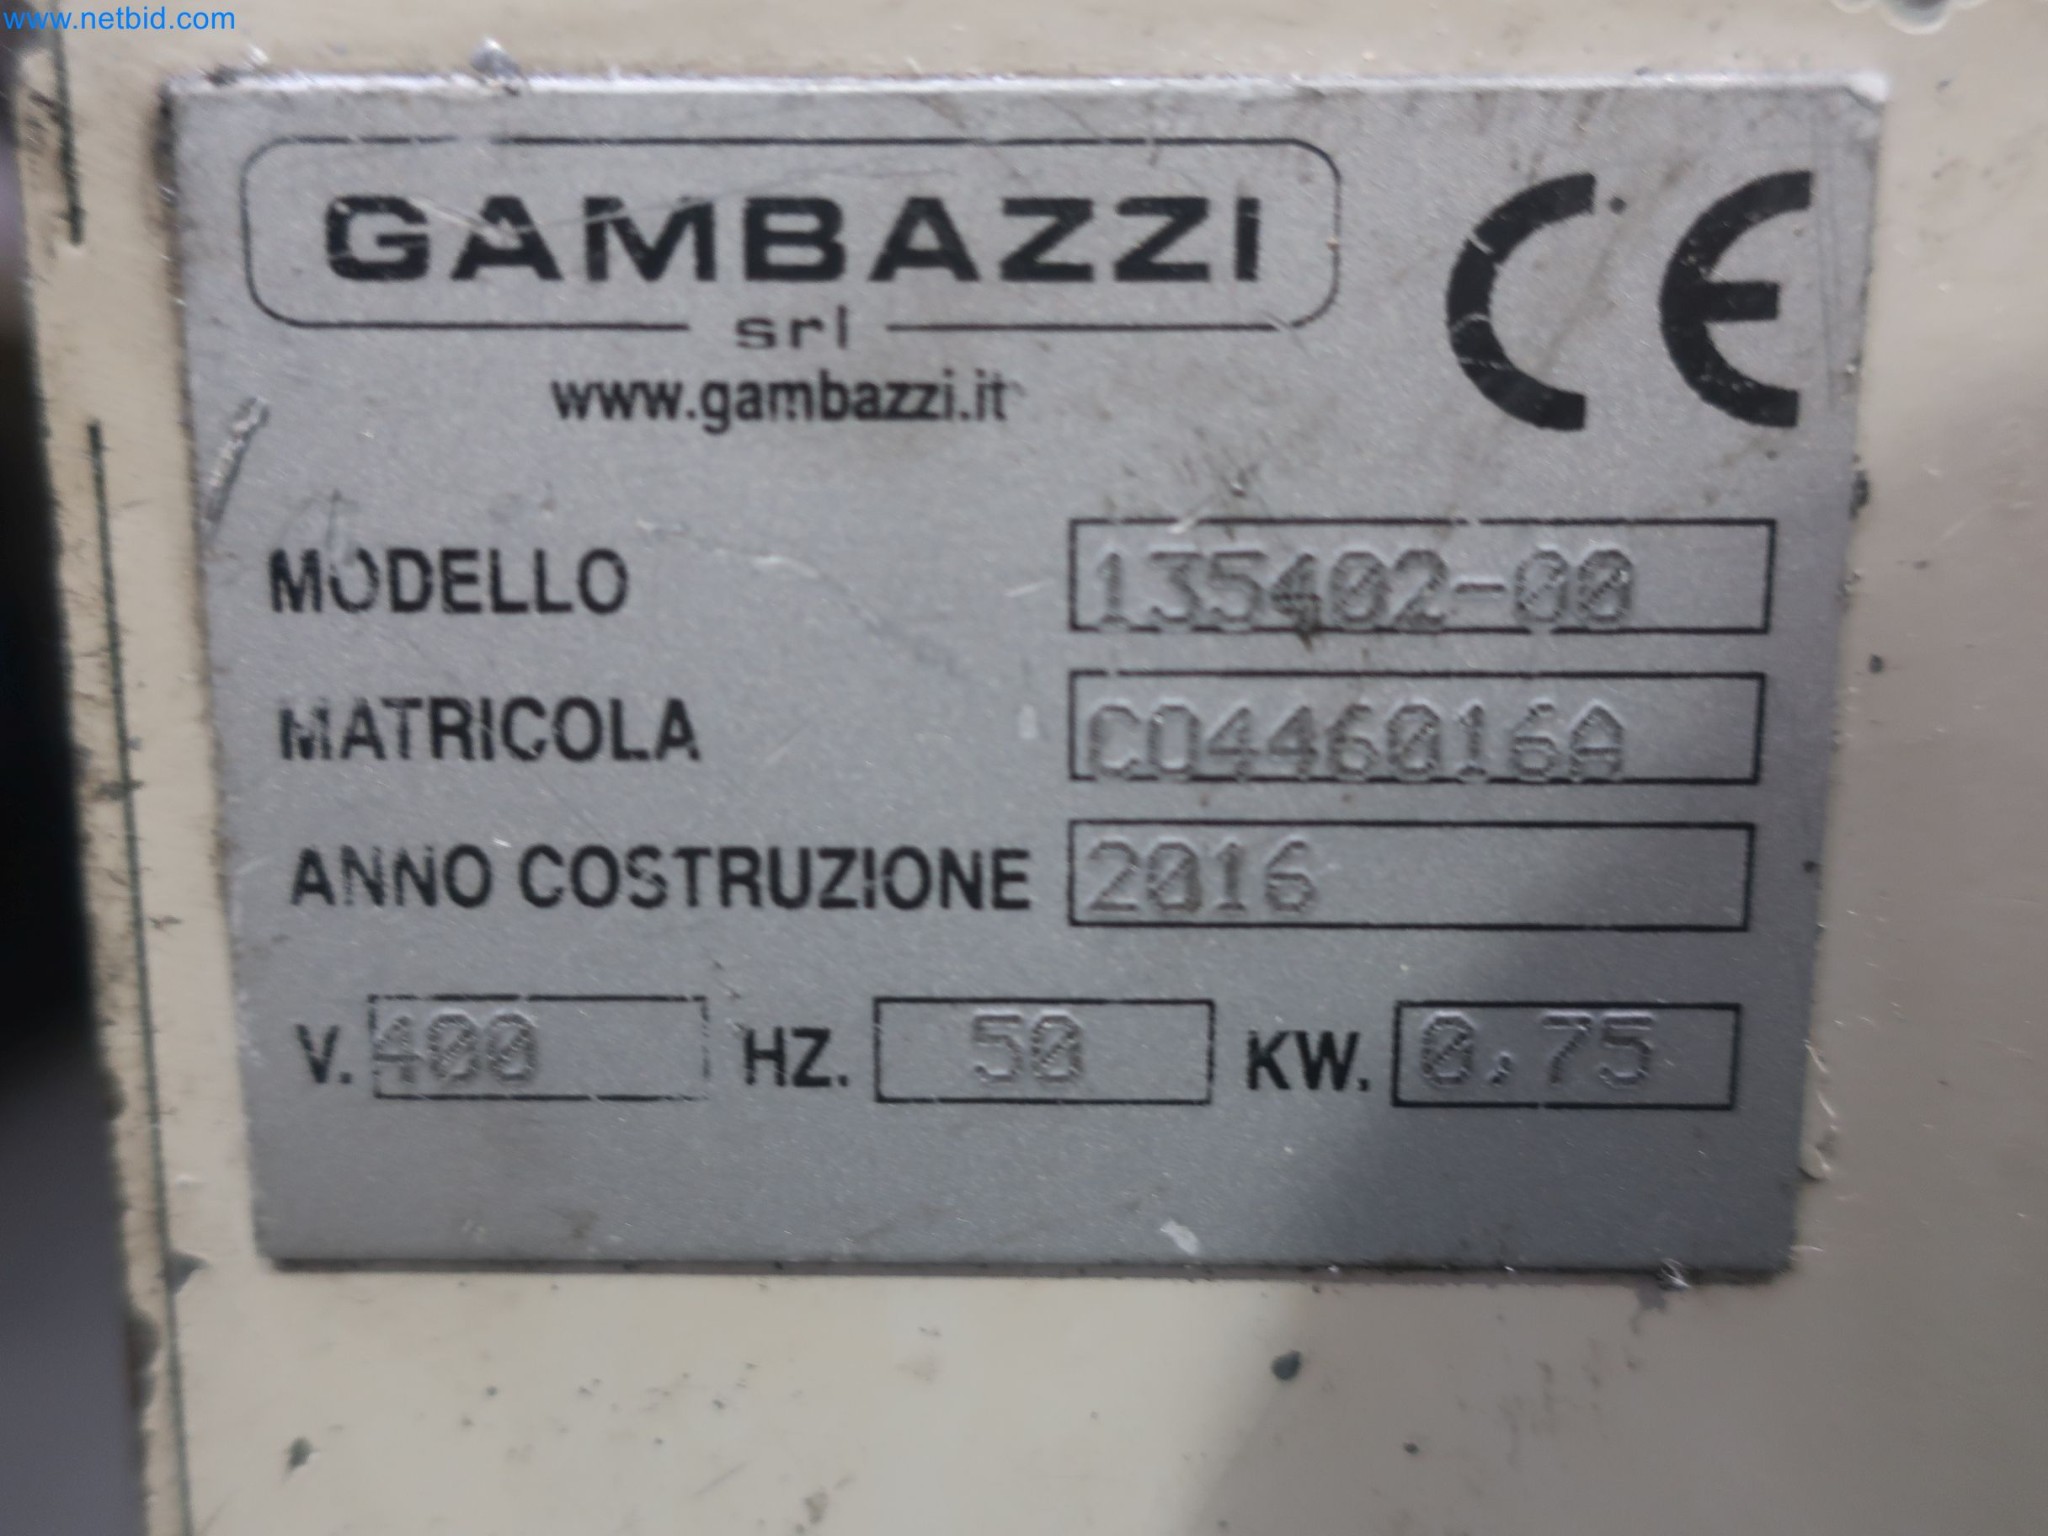 www.netbid.com
GAMBAZZI
srl
www.gambazzi.it
CE
MODELLO 135402-00
MATRICOLA CO446016A
ANNO COSTRUZIONE 2016
V. 400 HZ. 50 KW. 0,75